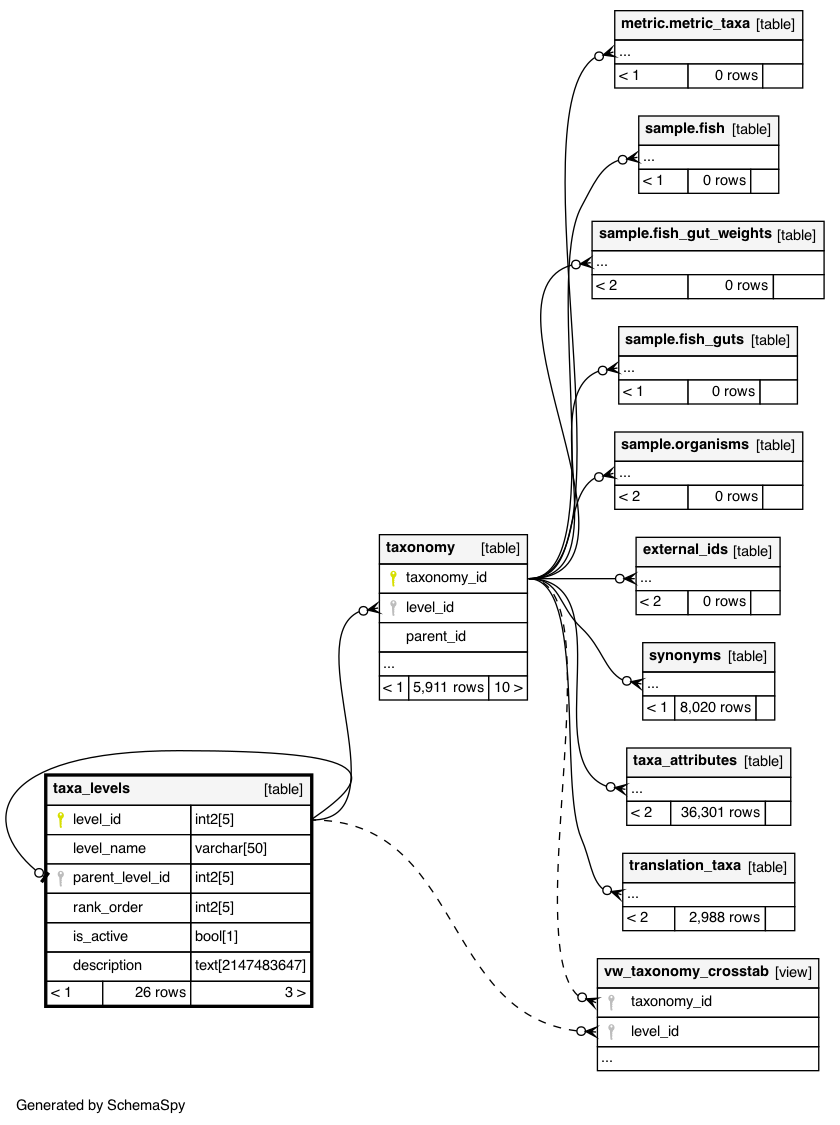 metric.metric_taxa [table]
...
< 1 0 rows
sample.fish [table]
...
< 1 0 rows
sample.fish_gut_weights [table]
...
< 2 0 rows
sample.fish_guts [table]
...
< 1 0 rows
sample.organisms [table]
...
< 2 0 rows
taxonomy [table]
taxonomy_id
level_id
parent_id
...
< 1 5,911 rows 10 >
external_ids [table]
...
< 2 0 rows
synonyms [table]
...
< 1 8,020 rows
taxa_attributes [table]
...
< 2 36,301 rows
taxa_levels [table]
level_id int2[5]
level_name varchar[50]
parent_level_id int2[5]
rank_order int2[5]
is_active bool[1]
description text[2147483647]
< 1 26 rows 3 >
translation_taxa [table]
...
< 2 2,988 rows
vw_taxonomy_crosstab [view]
taxonomy_id
level_id
...
Generated by SchemaSpy